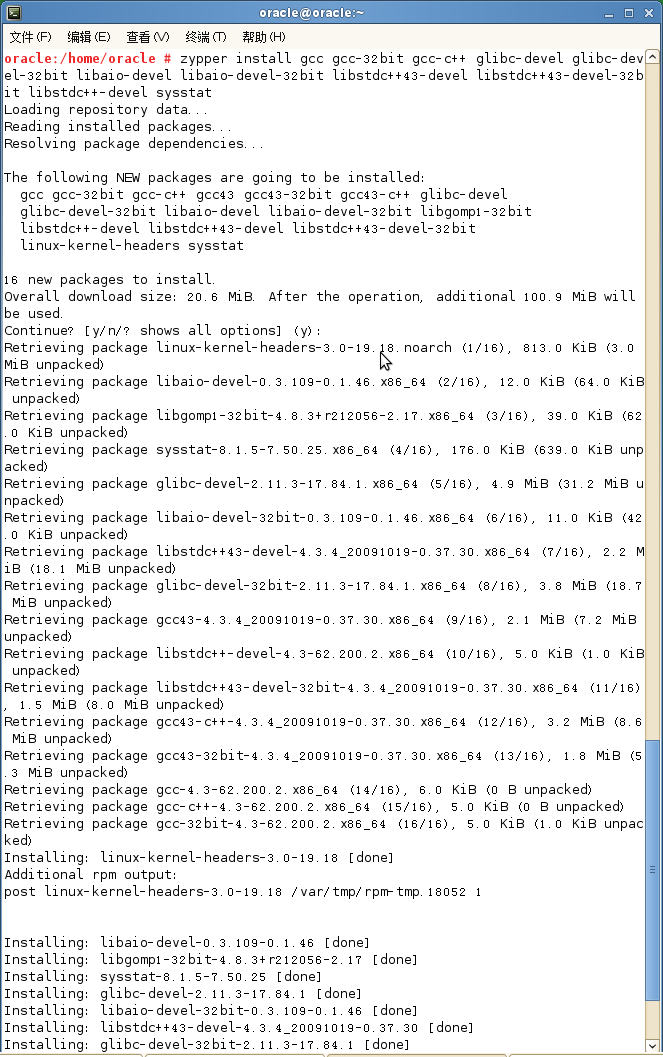 oracle@oracle:~
文件(F) 编辑(E) 查看(V) 终端(T) 帮助(H)
oracle:/home/oracle # zypper install gcc gcc-32bit gcc-c++ glibc-devel glibc-dev
el-32bit libaio-devel libaio-devel-32bit libstdc++43-devel libstdc++43-devel-32b
it libstdc++-devel sysstat
Loading repository data...
Reading installed packages...
Resolving package dependencies...
The following NEW packages are going to be installed:
gcc gcc-32bit gcc-c++ gcc43 gcc43-32bit gcc43-c++ glibc-devel
glibc-devel-32bit libaio-devel libaio-devel-32bit libgomp1-32bit
libstdc++-devel libstdc++43-devel libstdc++43-devel-32bit
linux-kernel-headers sysstat
16 new packages to install.
Overall download size: 20.6 MiB. After the operation, additional 100.9 MiB will
be used.
Continue? [y/n/? shows all options] (y):
Retrieving package linux-kernel-headers-3.0-19.18.noarch (1/16), 813.0 KiB (3.0
MiB unpacked)
Retrieving package libaio-devel-0.3.109-0.1.46.x86_64 (2/16), 12.0 KiB (64.0 KiB
unpacked)
Retrieving package libgomp1-32bit-4.8.3+r212056-2.17.x86_64 (3/16), 39.0 KiB (62
.0 KiB unpacked)
Retrieving package sysstat-8.1.5-7.50.25.x86_64 (4/16), 176.0 KiB (639.0 KiB unp
acked)
Retrieving package glibc-devel-2.11.3-17.84.1.x86_64 (5/16), 4.9 MiB (31.2 MiB u
npacked)
Retrieving package libaio-devel-32bit-0.3.109-0.1.46.x86_64 (6/16), 11.0 KiB (42
.0 KiB unpacked)
Retrieving package libstdc++43-devel-4.3.4_20091019-0.37.30.x86_64 (7/16), 2.2 M
iB (18.1 MiB unpacked)
Retrieving package glibc-devel-32bit-2.11.3-17.84.1.x86_64 (8/16), 3.8 MiB (18.7
MiB unpacked)
Retrieving package gcc43-4.3.4_20091019-0.37.30.x86_64 (9/16), 2.1 MiB (7.2 MiB
unpacked)
Retrieving package libstdc++-devel-4.3-62.200.2.x86_64 (10/16), 5.0 KiB (1.0 KiB
unpacked)
Retrieving package libstdc++43-devel-32bit-4.3.4_20091019-0.37.30.x86_64 (11/16)
, 1.5 MiB (8.0 MiB unpacked)
Retrieving package gcc43-c++-4.3.4_20091019-0.37.30.x86_64 (12/16), 3.2 MiB (8.6
MiB unpacked)
Retrieving package gcc43-32bit-4.3.4_20091019-0.37.30.x86_64 (13/16), 1.8 MiB (5
.3 MiB unpacked)
Retrieving package gcc-4.3-62.200.2.x86_64 (14/16), 6.0 KiB (0 B unpacked)
Retrieving package gcc-c++-4.3-62.200.2.x86_64 (15/16), 5.0 KiB (0 B unpacked)
Retrieving package gcc-32bit-4.3-62.200.2.x86_64 (16/16), 5.0 KiB (1.0 KiB unpac
ked)
Installing: linux-kernel-headers-3.0-19.18 [done]
Additional rpm output:
post linux-kernel-headers-3.0-19.18 /var/tmp/rpm-tmp.18052 1
Installing: libaio-devel-0.3.109-0.1.46 [done]
Installing: libgomp1-32bit-4.8.3+r212056-2.17 [done]
Installing: sysstat-8.1.5-7.50.25 [done]
Installing: glibc-devel-2.11.3-17.84.1 [done]
Installing: libaio-devel-32bit-0.3.109-0.1.46 [done]
Installing: libstdc++43-devel-4.3.4_20091019-0.37.30 [done]
Installing: glibc-devel-32bit-2.11.3-17.84.1 [done]